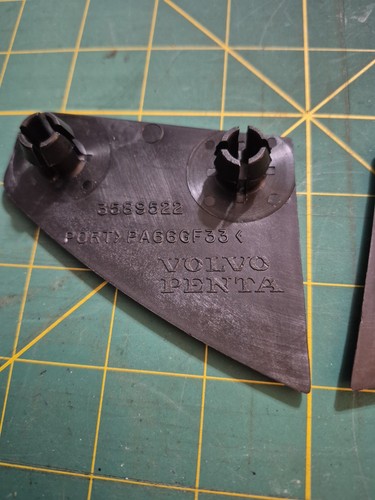 3589522
PORT >PA66GF33<
VOLVO
PENTA